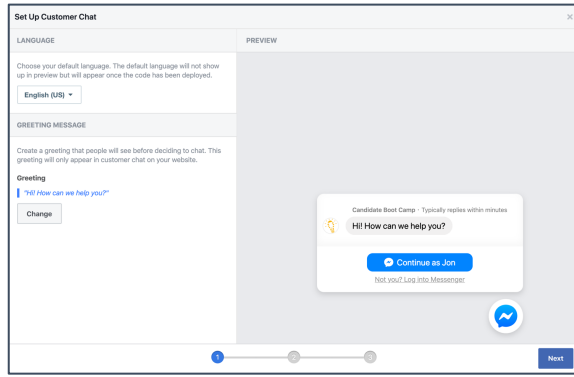 Set Up Customer Chat
LANGUAGE
Choose your default language. The default language will not show
up in preview but will appear once the code has been deployed.
English (US)
GREETING MESSAGE
Create a greeting that people will see before deciding to chat. This
greeting will only appear in customer chat on your website.
Greeting
"Hi! How can we help you?"
Change
PREVIEW
Candidate Boot Camp - Typically replies within minutes
Hi! How can we help you?
Continue as Jon
Not you? Log into Messenger
1
2
3
Next